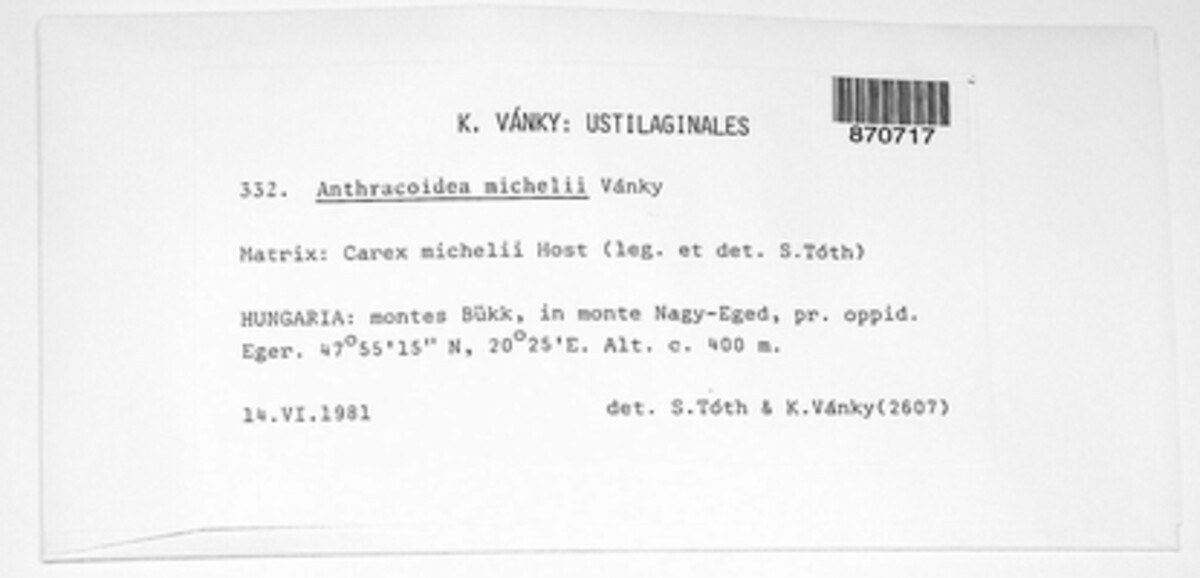 K. VÁNKY: USTILAGINALES
870717
332. Anthracoidea michelii Vánky
Matrix: Carex michelii Host (leg. et det. S.Tóth)
HUNGARIA: montes Bükk, in monte Nagy-Eged, pr. oppid.
Eger. 47°55'15" N, 20°25'E. Alt. c. 400 m.
14.VI.1981 det. S.Tóth & K.Vánky(2607)